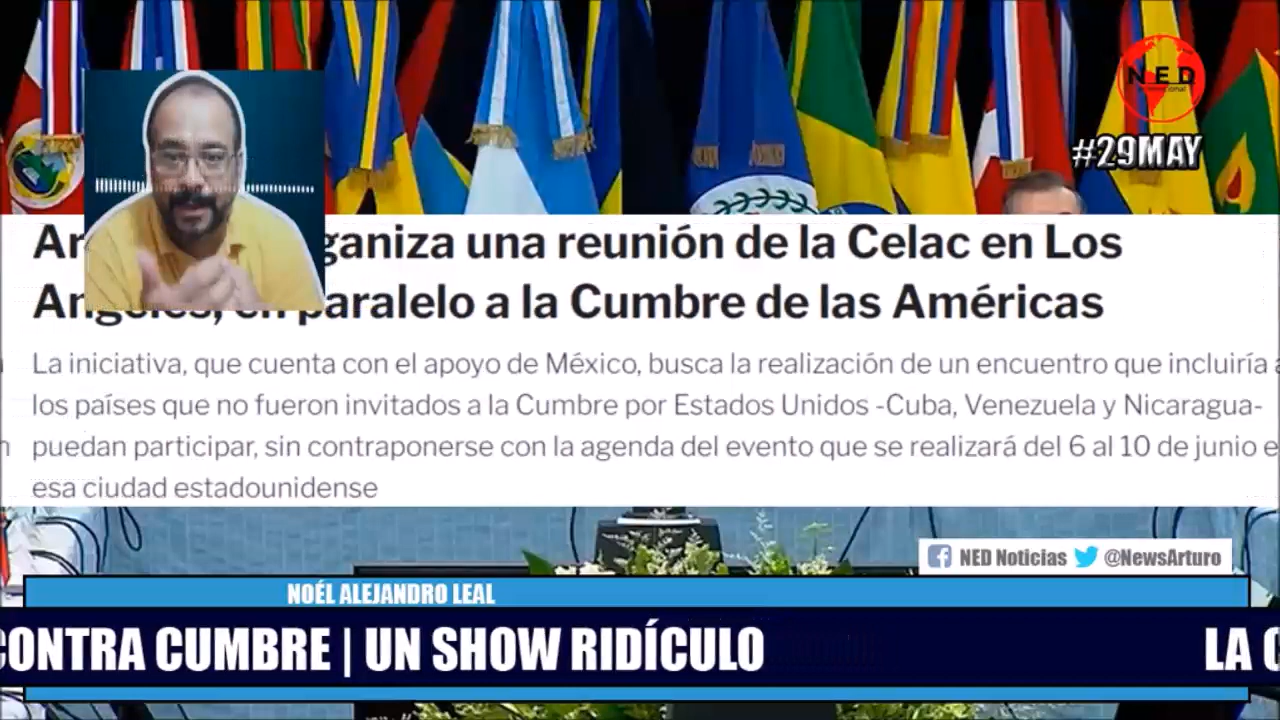 NED
#29MAY
ganiza una reunión de la Celac en Los
paralelo a la Cumbre de las Américas
La iniciativa, que cuenta con el apoyo de México, busca la realización de un encuentro que incluiría a
los países que no fueron invitados a la Cumbre por Estados Unidos -Cuba, Venezuela y Nicaragua-
puedan participar, sin contraponerse con la agenda del evento que se realizará del 6 al 10 de junio e
esa ciudad estadounidense
NED Noticias @NewsArturo
NOÉL ALEJANDRO LEAL
CONTRA CUMBRE | UN SHOW RIDÍCULO LA C